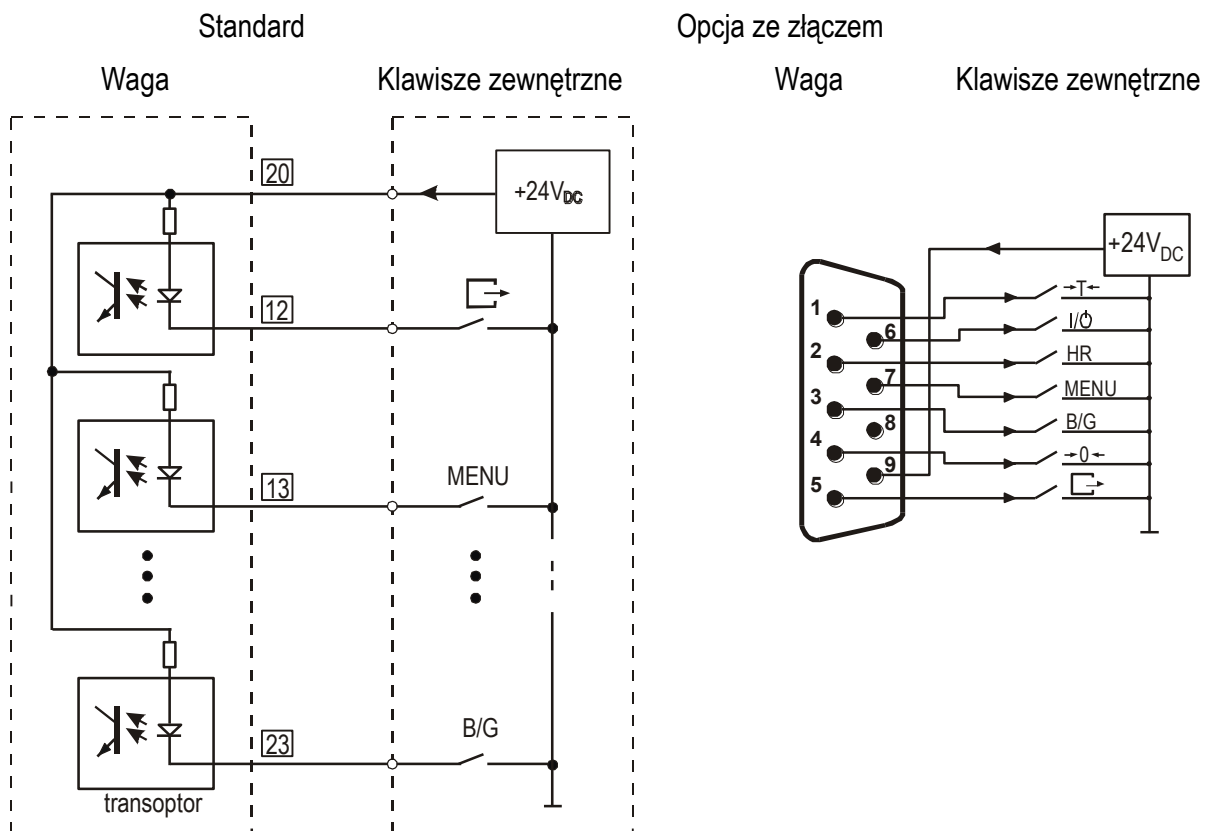 Standard
Opcja ze złączem
Waga
Klawisze zewnętrzne
Waga
Klawisze zewnętrzne
20
+24VDC
12
13
MENU
23
B/G
transoptor
+24VDC
1
2
3
4
5
6
7
8
9
T
I/
HR
MENU
B/G
0